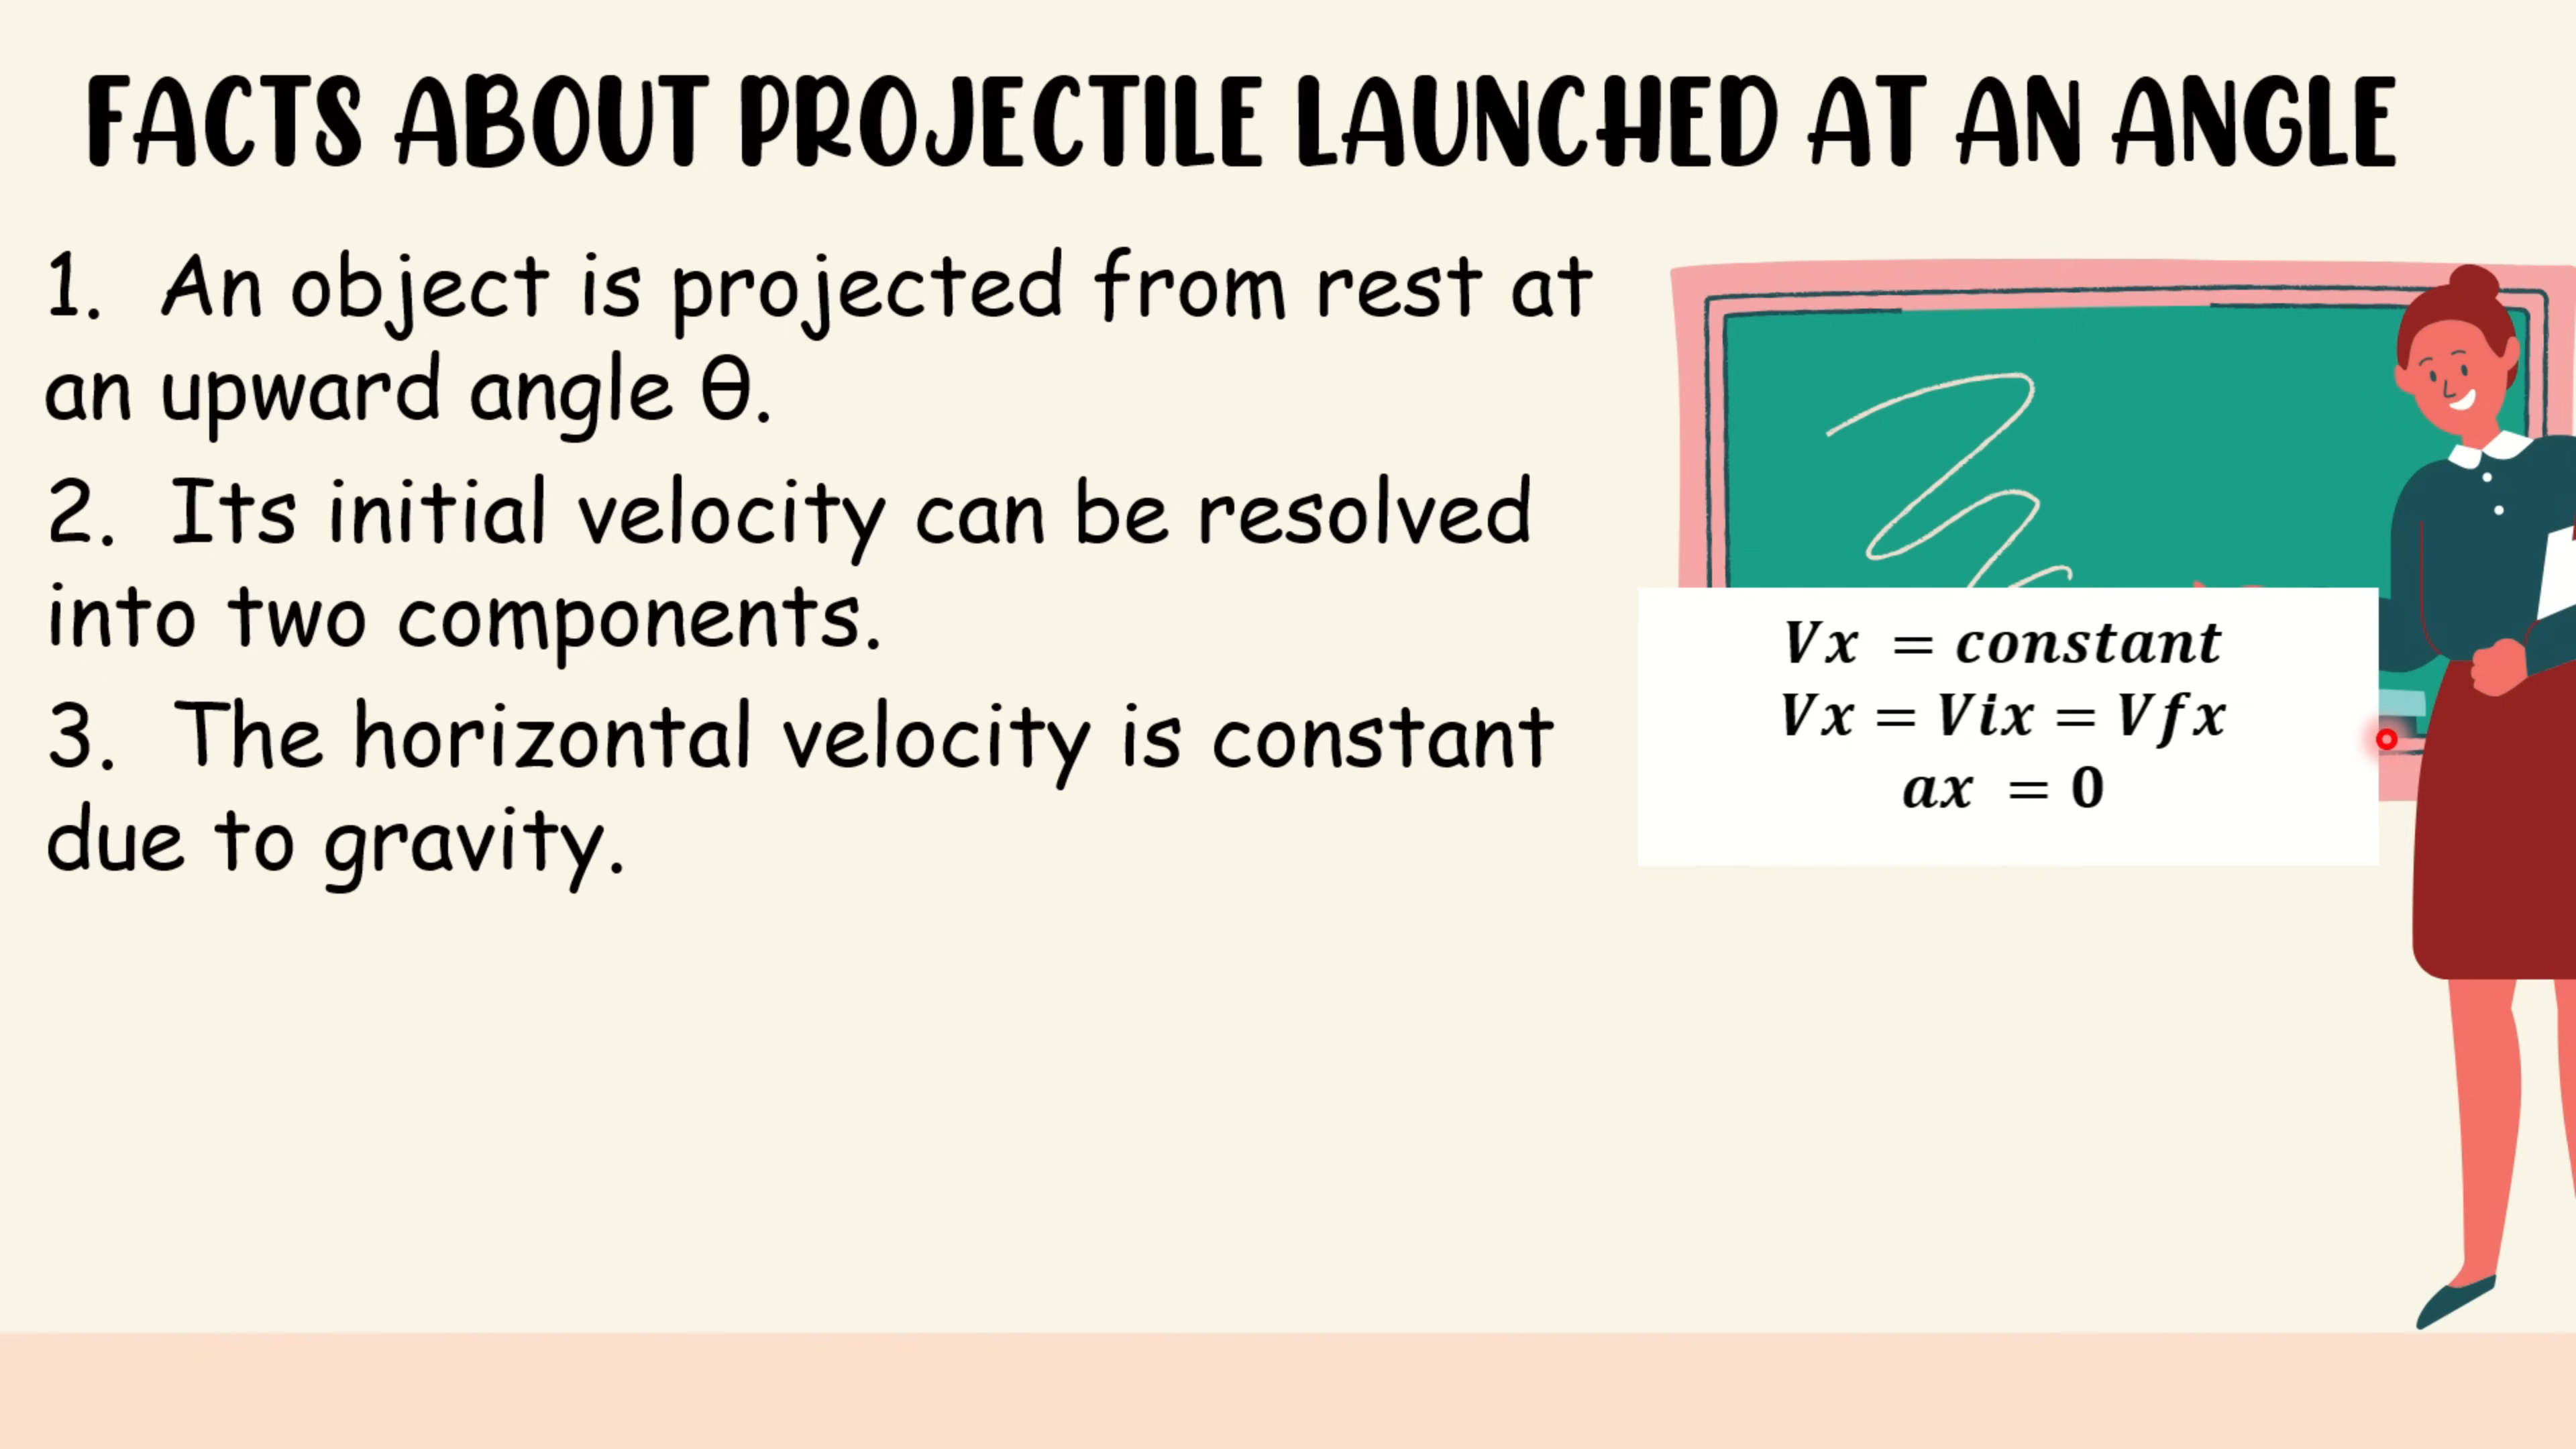 FACTS ABOUT PROJECTILE LAUNCHED AT AN ANGLE
1. An object is projected from rest at
an upward angle θ.
2. Its initial velocity can be resolved
into two components.
3. The horizontal velocity is constant
due to gravity.
Vx = constant
Vx = Vix = Vfx
ax = 0